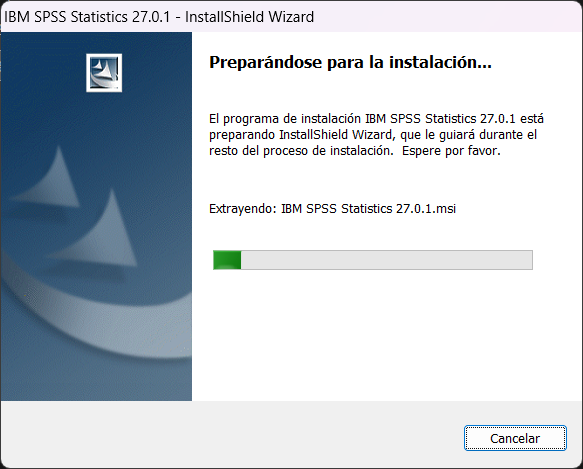 IBM SPSS Statistics 27.0.1 - InstallShield Wizard
Preparándose para la instalación...
El programa de instalación IBM SPSS Statistics 27.0.1 está
preparando InstallShield Wizard, que le guiará durante el
resto del proceso de instalación.  Espere por favor.
Extrayendo: IBM SPSS Statistics 27.0.1.msi
Cancelar